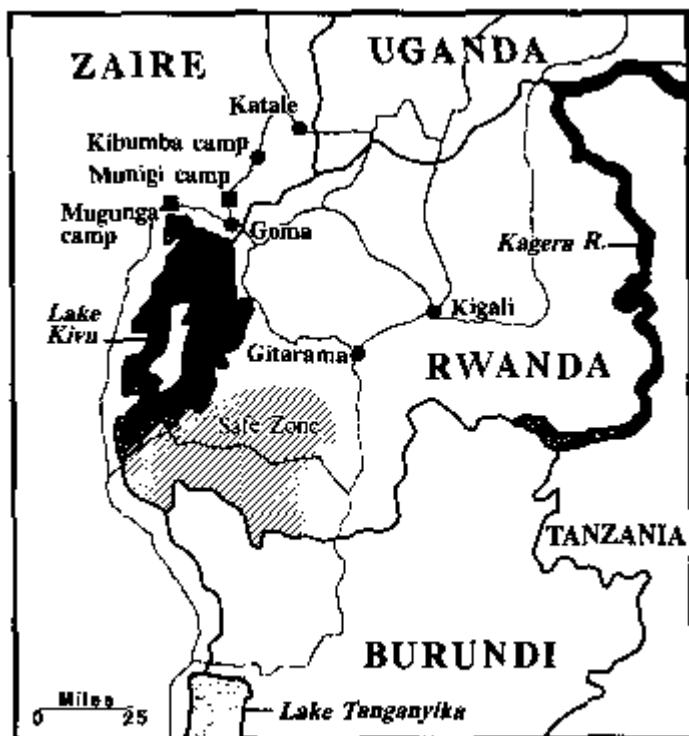 UGANDA
ZAIRE
Katale
Kibumba camp
Munigi camp
Mugunga
camp
Goma
Kagera R.
Lake
Kivu
Kigali
Gitarama
RWANDA
Safe Zone
TANZANIA
BURUNDI
Miles
0 25
Lake Tanganyika